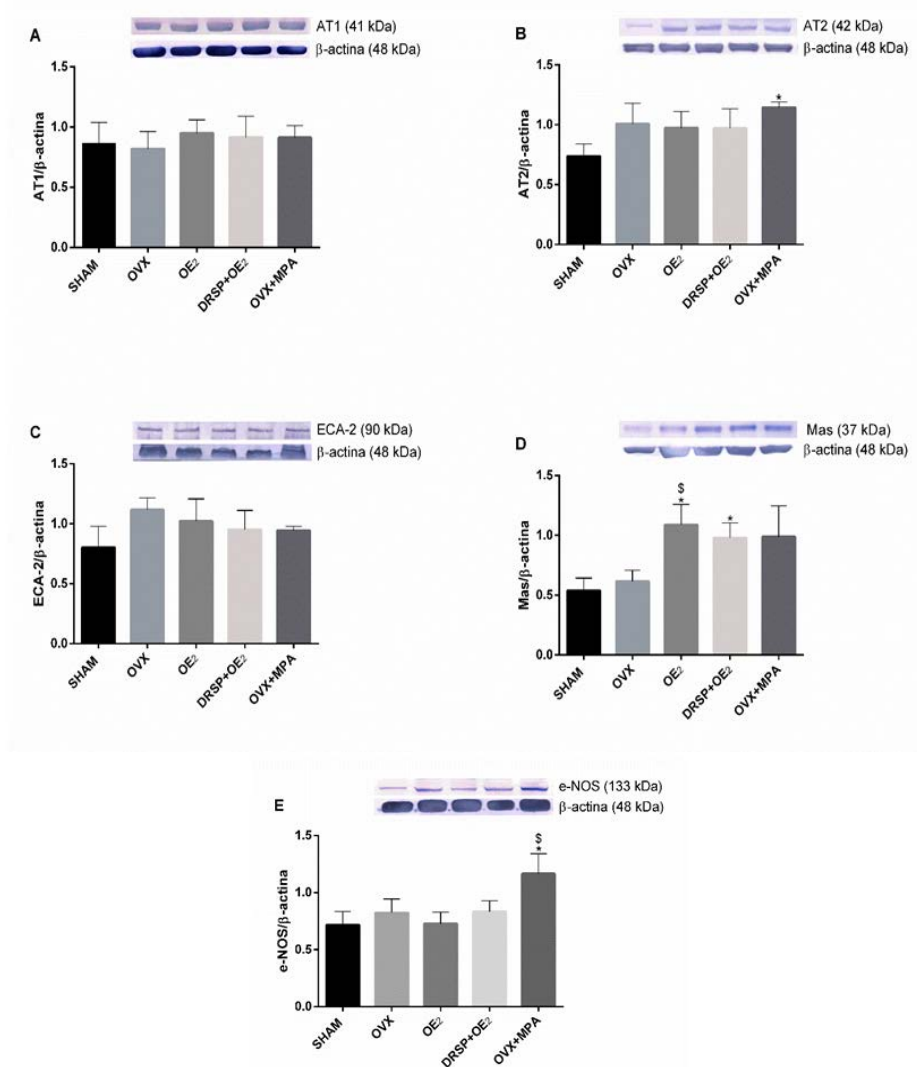 A
AT1 (41 kDa)
β-actina (48 kDa)
AT1/β-actina
1.5
1.0
0.5
0.0
SHAM
OVX
OE2
DRSP+OE2
OVX+MPA
B
AT2 (42 kDa)
β-actina (48 kDa)
AT2/β-actina
1.5
1.0
0.5
0.0
*
SHAM
OVX
OE2
DRSP+OE2
OVX+MPA
C
ECA-2 (90 kDa)
β-actina (48 kDa)
ECA-2/β-actina
1.5
1.0
0.5
0.0
SHAM
OVX
OE2
DRSP+OE2
OVX+MPA
D
Mas (37 kDa)
β-actina (48 kDa)
Mas/β-actina
1.5
1.0
0.5
0.0
$
*
*
SHAM
OVX
OE2
DRSP+OE2
OVX+MPA
E
e-NOS (133 kDa)
β-actina (48 kDa)
e-NOS/β-actina
1.5
1.0
0.5
0.0
$
*
SHAM
OVX
OE2
DRSP+OE2
OVX+MPA